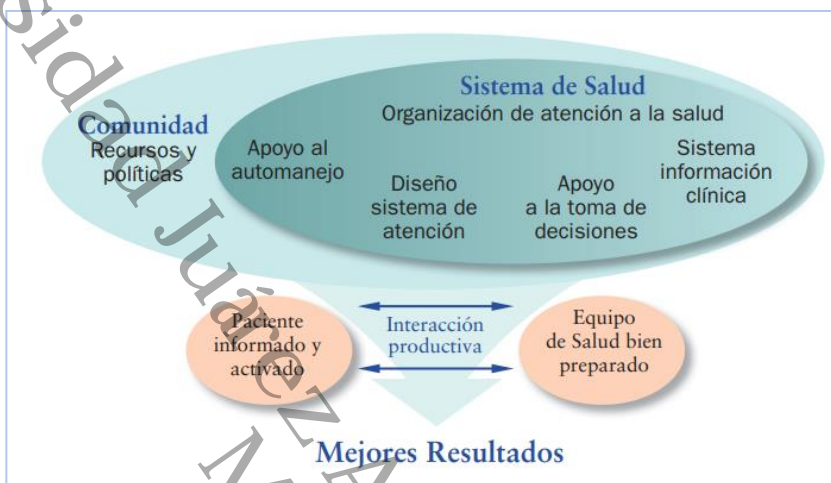 Sistema de Salud
Organización de atención a la salud
Comunidad
Recursos y
políticas
Apoyo al
automanejo
Diseño
sistema de
atención
Apoyo
a la toma de
decisiones
Sistema
información
clínica
Paciente
informado y
activado
Interacción
productiva
Equipo
de Salud bien
preparado
Mejores Resultados
sidad Juárez A
M